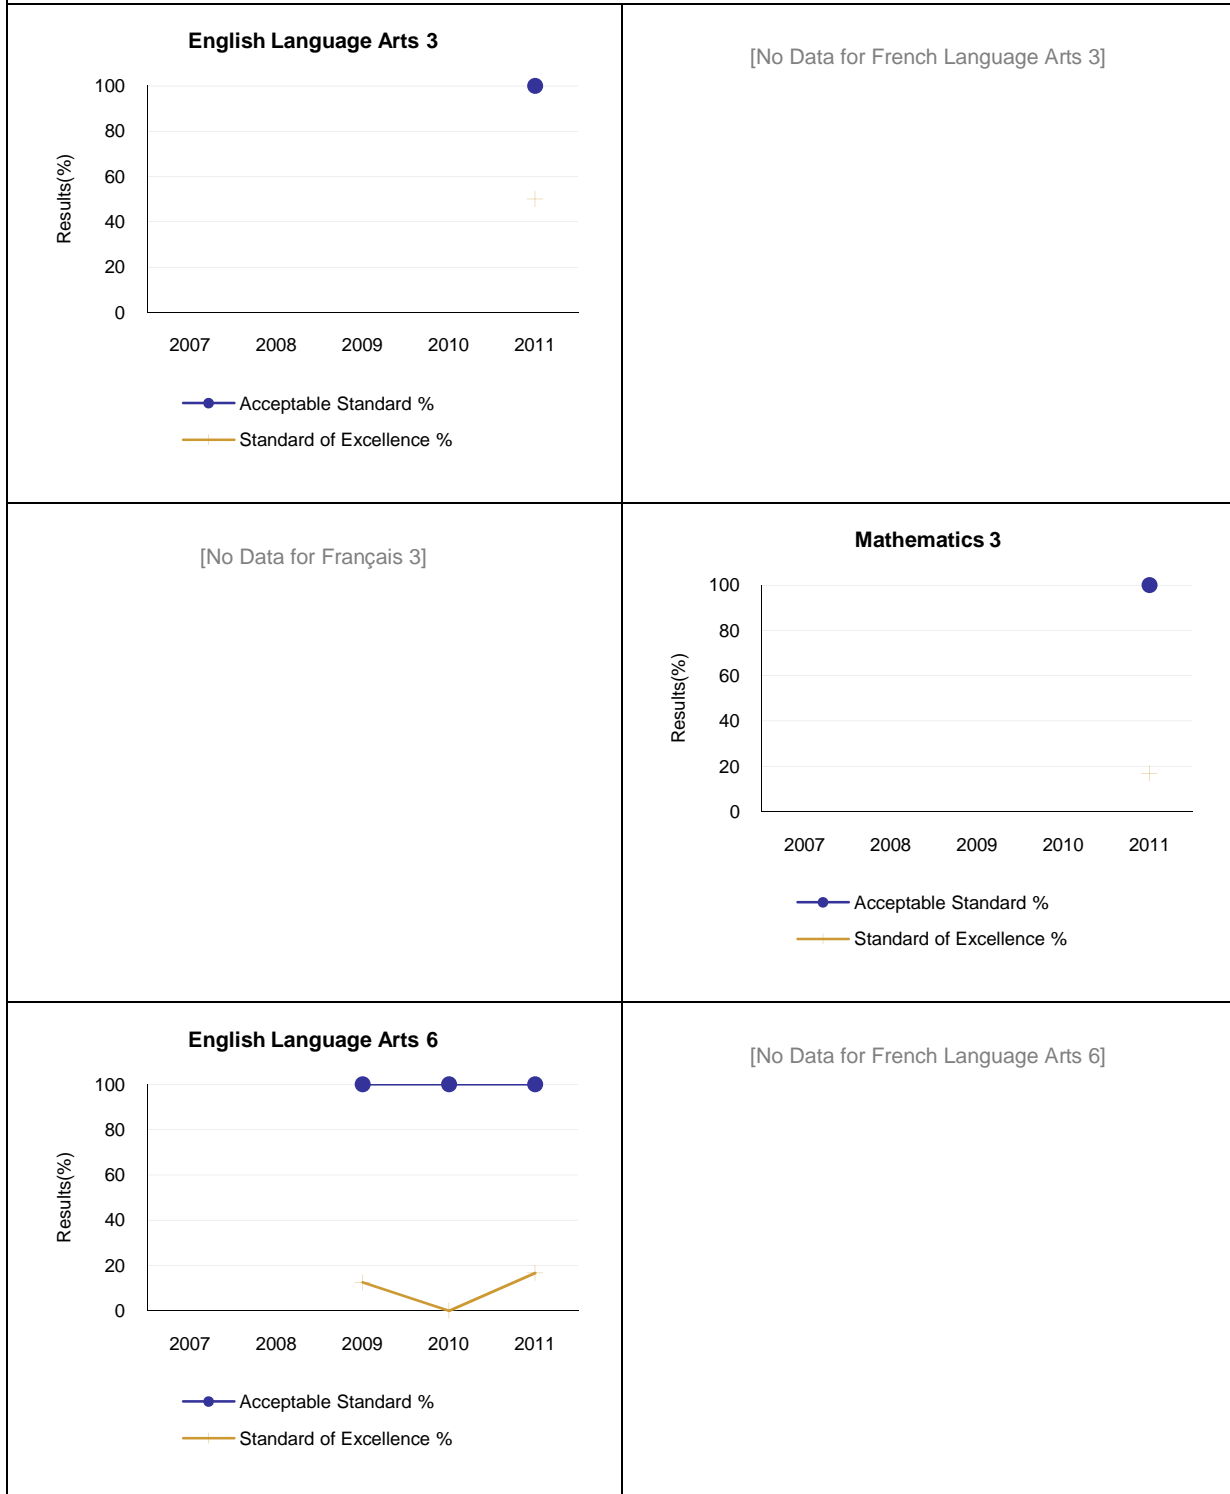 English Language Arts 3
100
80
60
40
20
0
Results(%)
2007 2008 2009 2010 2011
Acceptable Standard %
Standard of Excellence %
[No Data for French Language Arts 3]
[No Data for Français 3]
Mathematics 3
100
80
60
40
20
0
Results(%)
2007 2008 2009 2010 2011
Acceptable Standard %
Standard of Excellence %
English Language Arts 6
100
80
60
40
20
0
Results(%)
2007 2008 2009 2010 2011
Acceptable Standard %
Standard of Excellence %
[No Data for French Language Arts 6]